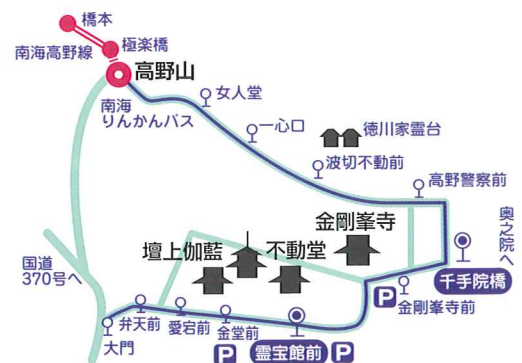 橋本
極楽橋
南海高野線
高野山
南海
りんかんバス
女人堂
一心口
徳川家霊台
波切不動前
高野警察前
奥之院へ
金剛峯寺
壇上伽藍
不動堂
千手院橋
国道
370号へ
P
金剛峯寺前
弁天前
愛宕前
金堂前
大門
P
霊宝館前
P